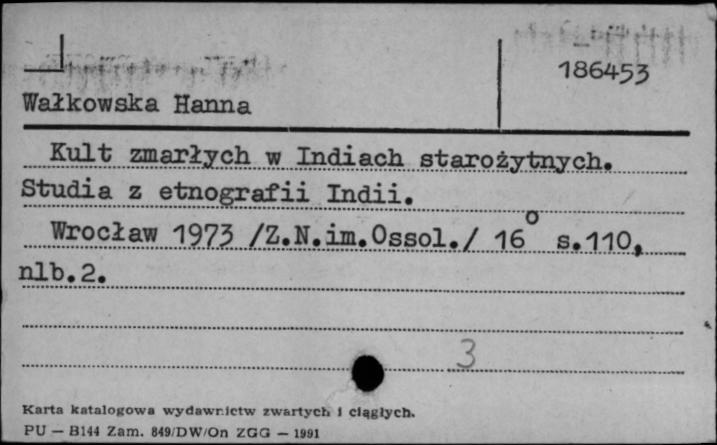 186453
Wałkowska Hanna
Kult zmarłych w Indiach starożytnych.
Studia z etnografii Indii.
Wrocław 1973 /Z.N.im.Ossol./ 16° s.110,
nlb.2.
3
Karta katalogowa wydawnictw zwartych i ciągłych.
PU — B144 Zam. 849/DW/On ZGG — 1991